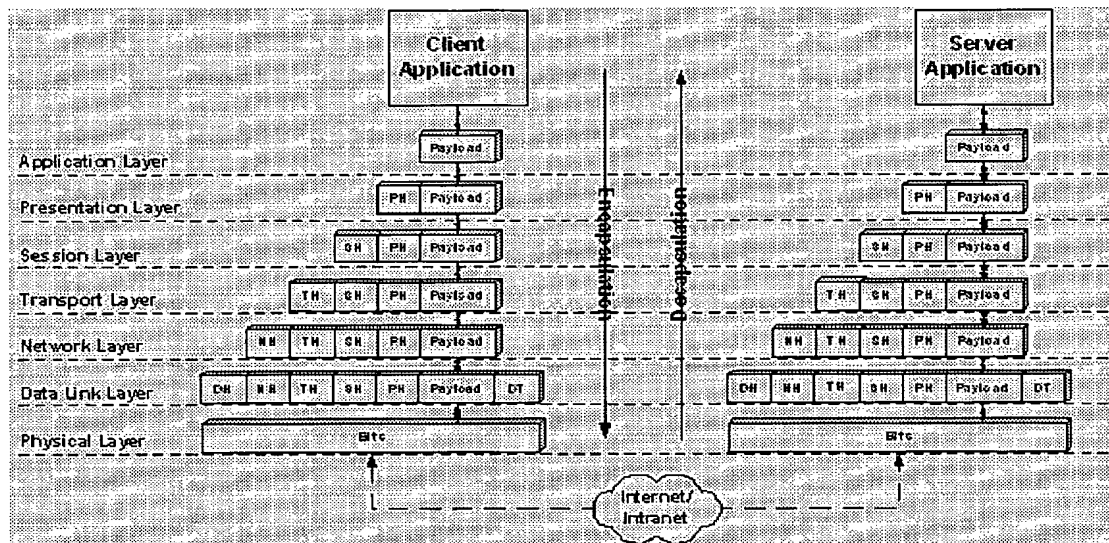 Client
Application
Server
Application
Application Layer
Payload
Payload
Presentation Layer
PH Payload
PH Payload
Session Layer
SH PH Payload
SH PH Payload
Transport Layer
TH SH PH Payload
TH SH PH Payload
Network Layer
NH TH SH PH Payload
NH TH SH PH Payload
Data Link Layer
DH NH TH SH PH Payload DT
DH NH TH SH PH Payload DT
Physical Layer
Bits
Bits
Encapsulation
Decapsulation
Internet/
Intranet